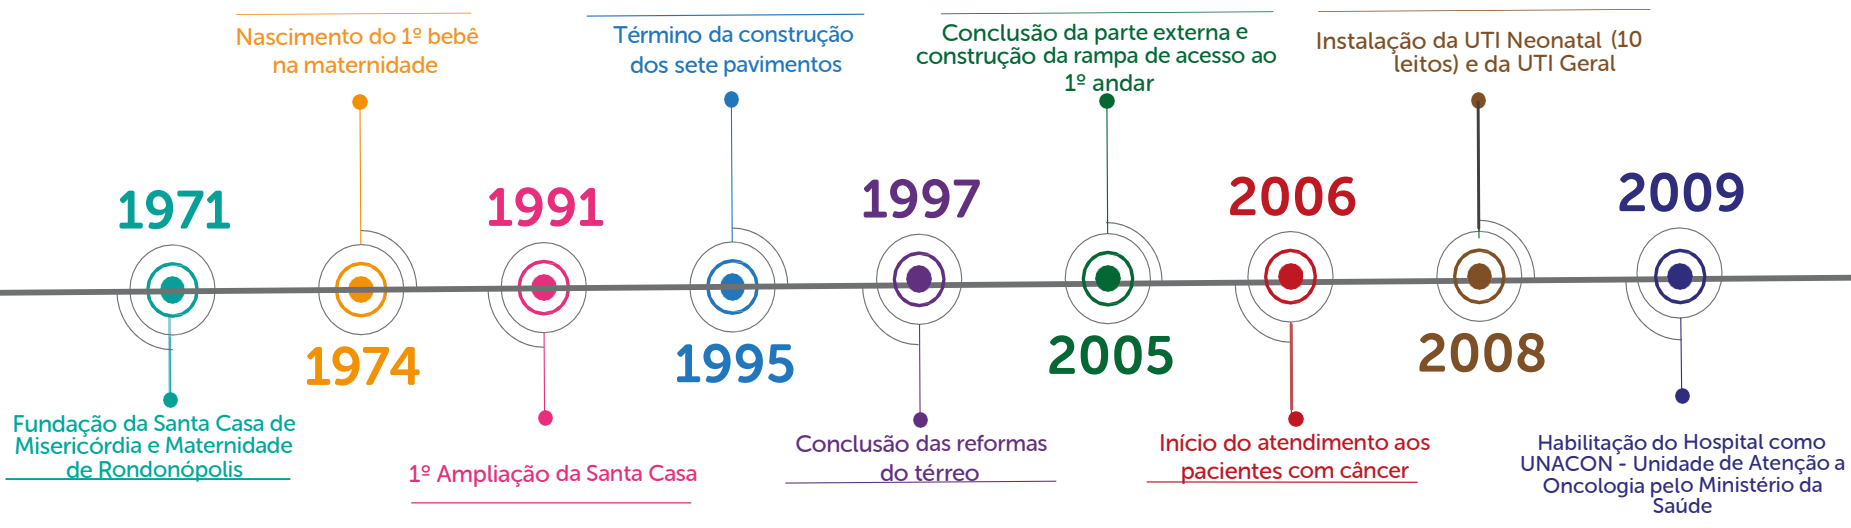 Nascimento do 1º bebê
na maternidade
Término da construção
dos sete pavimentos
Conclusão da parte externa e
construção da rampa de acesso ao
1º andar
Instalação da UTI Neonatal (10
leitos) e da UTI Geral
1971
1991
1997
2006
2009
1974
1995
2005
2008
Fundação da Santa Casa de
Misericórdia e Maternidade
de Rondonópolis
1º Ampliação da Santa Casa
Conclusão das reformas
do térreo
Início do atendimento aos
pacientes com câncer
Habilitação do Hospital como
UNACON - Unidade de Atenção a
Oncologia pelo Ministério da
Saúde